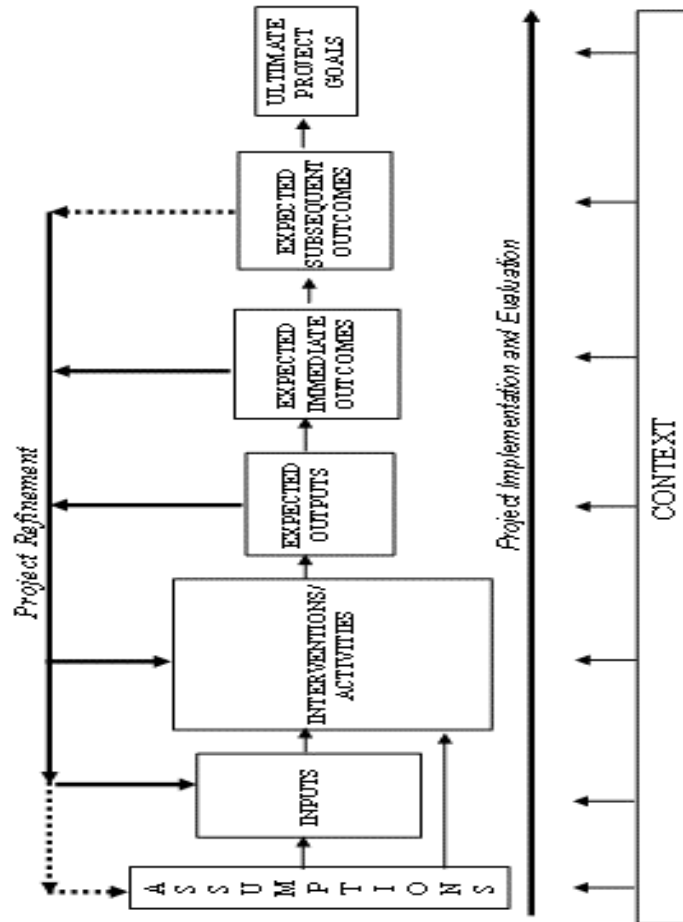 Project Refinement
A
S
S
U
M
P
T
I
O
N
S
INPUTS
INTERVENTIONS/
ACTIVITIES
EXPECTED
OUTPUTS
EXPECTED
IMMEDIATE
OUTCOMES
EXPECTED
SUBSEQUENT
OUTCOMES
ULTIMATE
PROJECT
GOALS
Project Implementation and Evaluation
CONTEXT